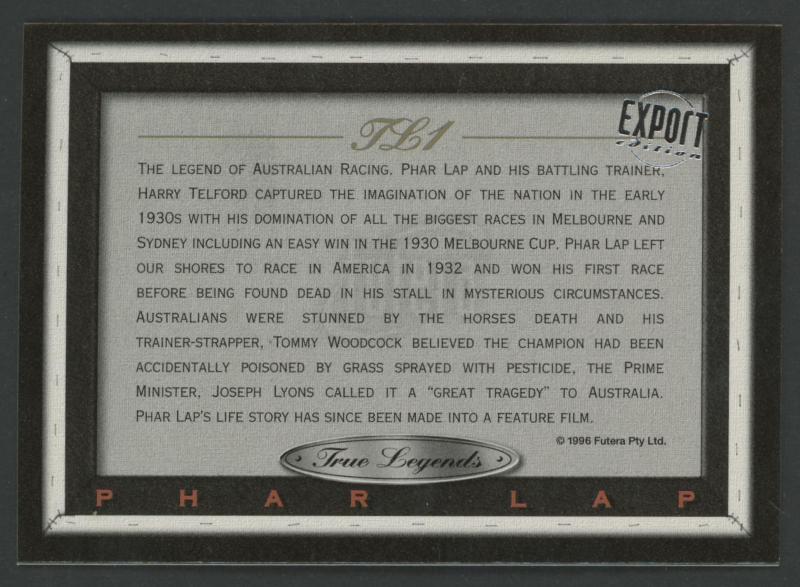 TL1
EXPORT
edition
THE LEGEND OF AUSTRALIAN RACING. PHAR LAP AND HIS BATTLING TRAINER,
HARRY TELFORD CAPTURED THE IMAGINATION OF THE NATION IN THE EARLY
1930S WITH HIS DOMINATION OF ALL THE BIGGEST RACES IN MELBOURNE AND
SYDNEY INCLUDING AN EASY WIN IN THE 1930 MELBOURNE CUP. PHAR LAP LEFT
OUR SHORES TO RACE IN AMERICA IN 1932 AND WON HIS FIRST RACE
BEFORE BEING FOUND DEAD IN HIS STALL IN MYSTERIOUS CIRCUMSTANCES.
AUSTRALIANS WERE STUNNED BY THE HORSES DEATH AND HIS
TRAINER-STRAPPER, TOMMY WOODCOCK BELIEVED THE CHAMPION HAD BEEN
ACCIDENTALLY POISONED BY GRASS SPRAYED WITH PESTICIDE, THE PRIME
MINISTER, JOSEPH LYONS CALLED IT A "GREAT TRAGEDY" TO AUSTRALIA.
PHAR LAP'S LIFE STORY HAS SINCE BEEN MADE INTO A FEATURE FILM.
© 1996 Futera Pty Ltd.
True Legends
PHAR LAP